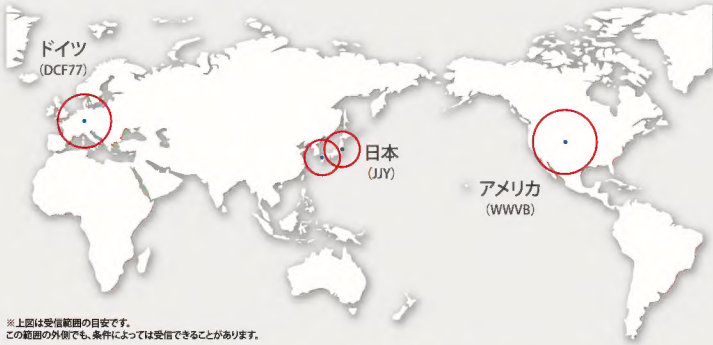 ドイツ
(DCF77)
日本
(JJY)
アメリカ
(WWVB)
※上図は受信範囲の目安です。
この範囲の外側でも、条件によっては受信できることがあります。